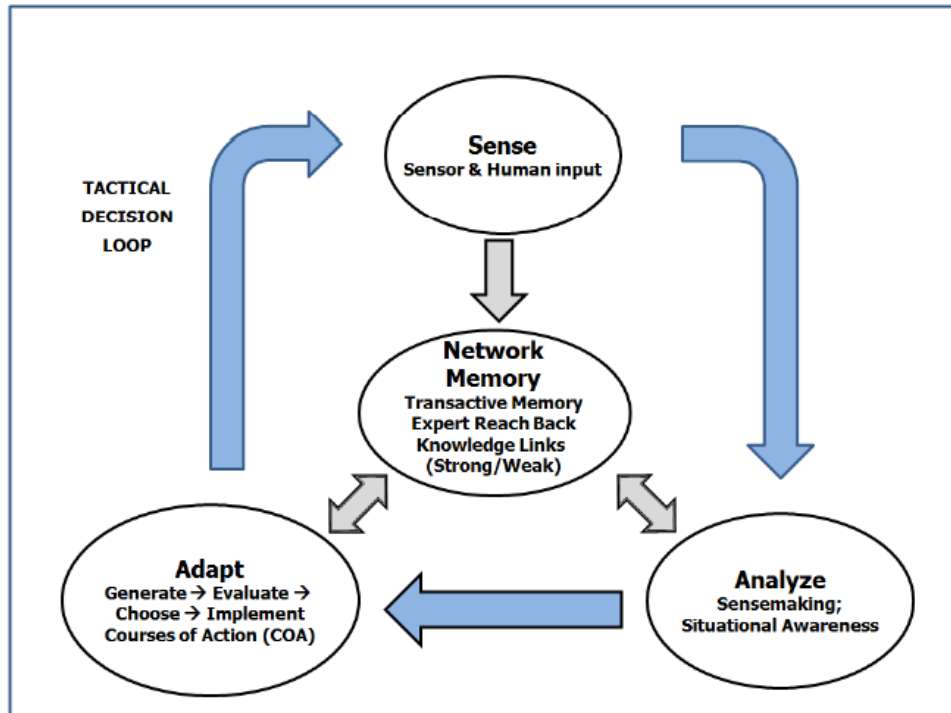 Sense
Sensor & Human input
TACTICAL
DECISION
LOOP
Network
Memory
Transactive Memory
Expert Reach Back
Knowledge Links
(Strong/Weak)
Adapt
Generate → Evaluate →
Choose → Implement
Courses of Action (COA)
Analyze
Sensemaking;
Situational Awareness